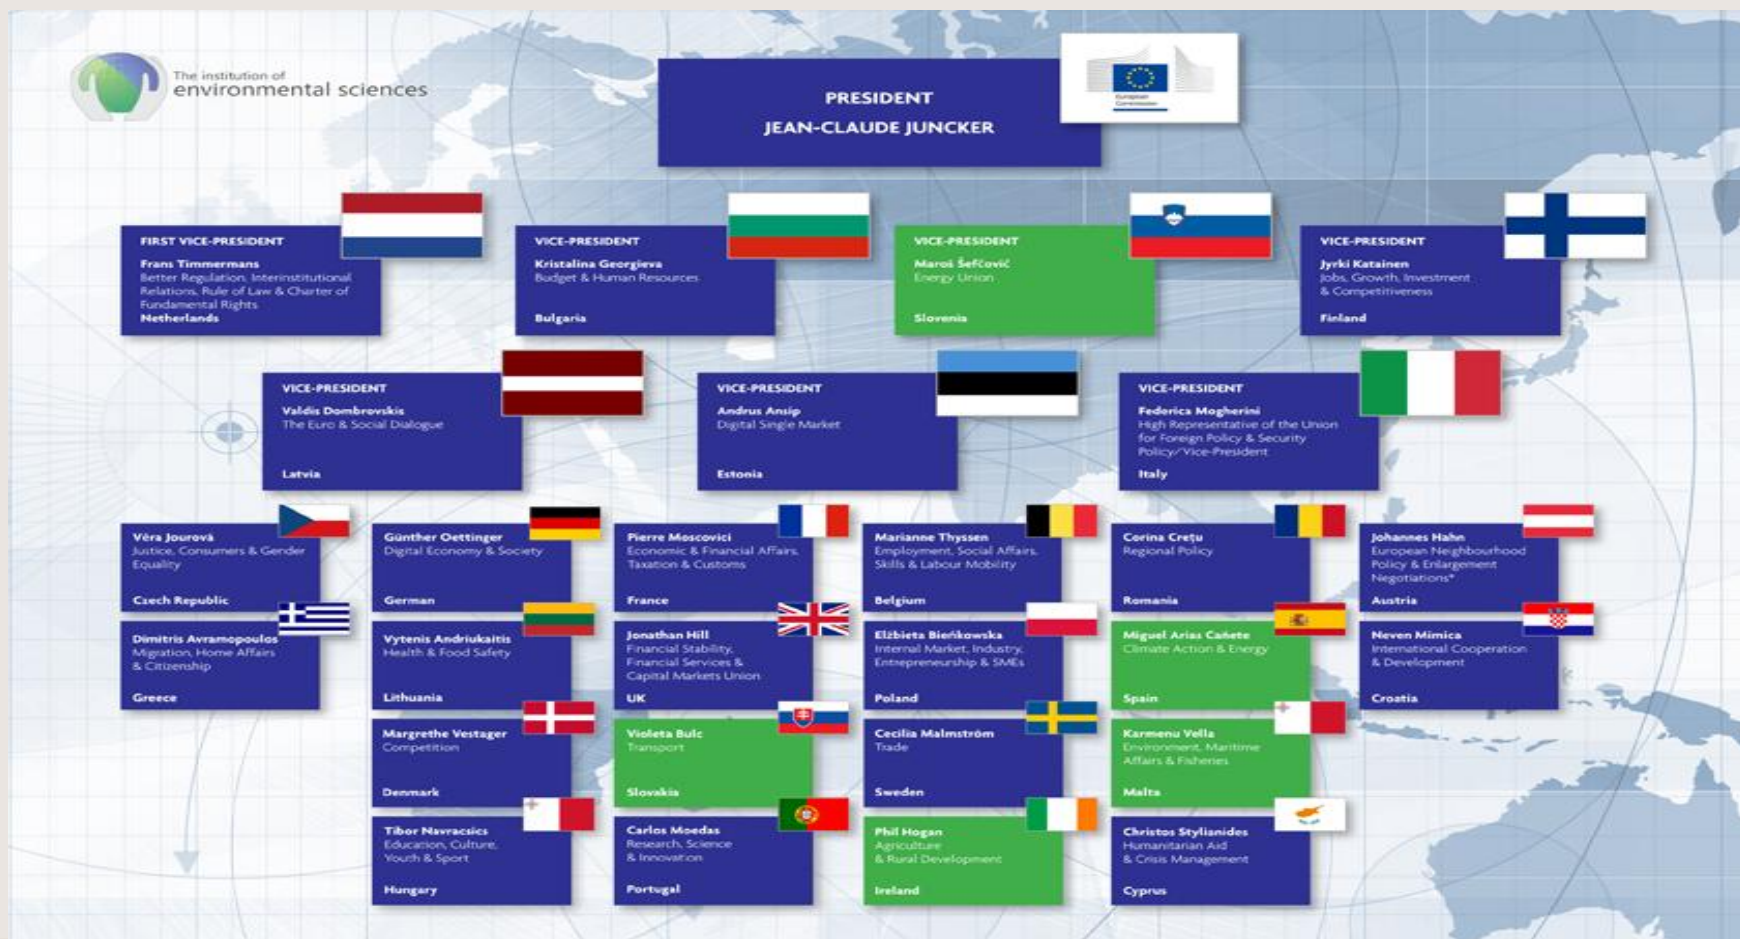 The institution of
environmental sciences
PRESIDENT
JEAN-CLAUDE JUNCKER
European
Commission
FIRST VICE-PRESIDENT
Frans Timmermans
Better Regulation, Interinstitutional
Relations, Rule of Law & Charter of
Fundamental Rights
Netherlands
VICE-PRESIDENT
Kristalina Georgieva
Budget & Human Resources
Bulgaria
VICE-PRESIDENT
Maroš Šefčovič
Energy Union
Slovenia
VICE-PRESIDENT
Jyrki Katainen
Jobs, Growth, Investment
& Competitiveness
Finland
VICE-PRESIDENT
Valdis Dombrovskis
The Euro & Social Dialogue
Latvia
VICE-PRESIDENT
Andrus Ansip
Digital Single Market
Estonia
VICE-PRESIDENT
Federica Mogherini
High Representative of the Union
for Foreign Policy & Security
Policy/Vice-President
Italy
Věra Jourová
Justice, Consumers & Gender
Equality
Czech Republic
Günther Oettinger
Digital Economy & Society
German
Pierre Moscovici
Economic & Financial Affairs,
Taxation & Customs
France
Marianne Thyssen
Employment, Social Affairs,
Skills & Labour Mobility
Belgium
Corina Crețu
Regional Policy
Romania
Johannes Hahn
European Neighbourhood
Policy & Enlargement
Negotiations*
Austria
Dimitris Avramopoulos
Migration, Home Affairs
& Citizenship
Greece
Vytenis Andriukaitis
Health & Food Safety
Lithuania
Jonathan Hill
Financial Stability,
Financial Services &
Capital Markets Union
UK
Elżbieta Bieńkowska
Internal Market, Industry,
Entrepreneurship & SMEs
Poland
Miguel Arias Cañete
Climate Action & Energy
Spain
Neven Mimica
International Cooperation
& Development
Croatia
Margrethe Vestager
Competition
Denmark
Violeta Bulc
Transport
Slovakia
Cecilia Malmström
Trade
Sweden
Karmenu Vella
Environment, Maritime
Affairs & Fisheries
Malta
Tibor Navracsics
Education, Culture,
Youth & Sport
Hungary
Carlos Moedas
Research, Science
& Innovation
Portugal
Phil Hogan
Agriculture
& Rural Development
Ireland
Christos Stylianides
Humanitarian Aid
& Crisis Management
Cyprus